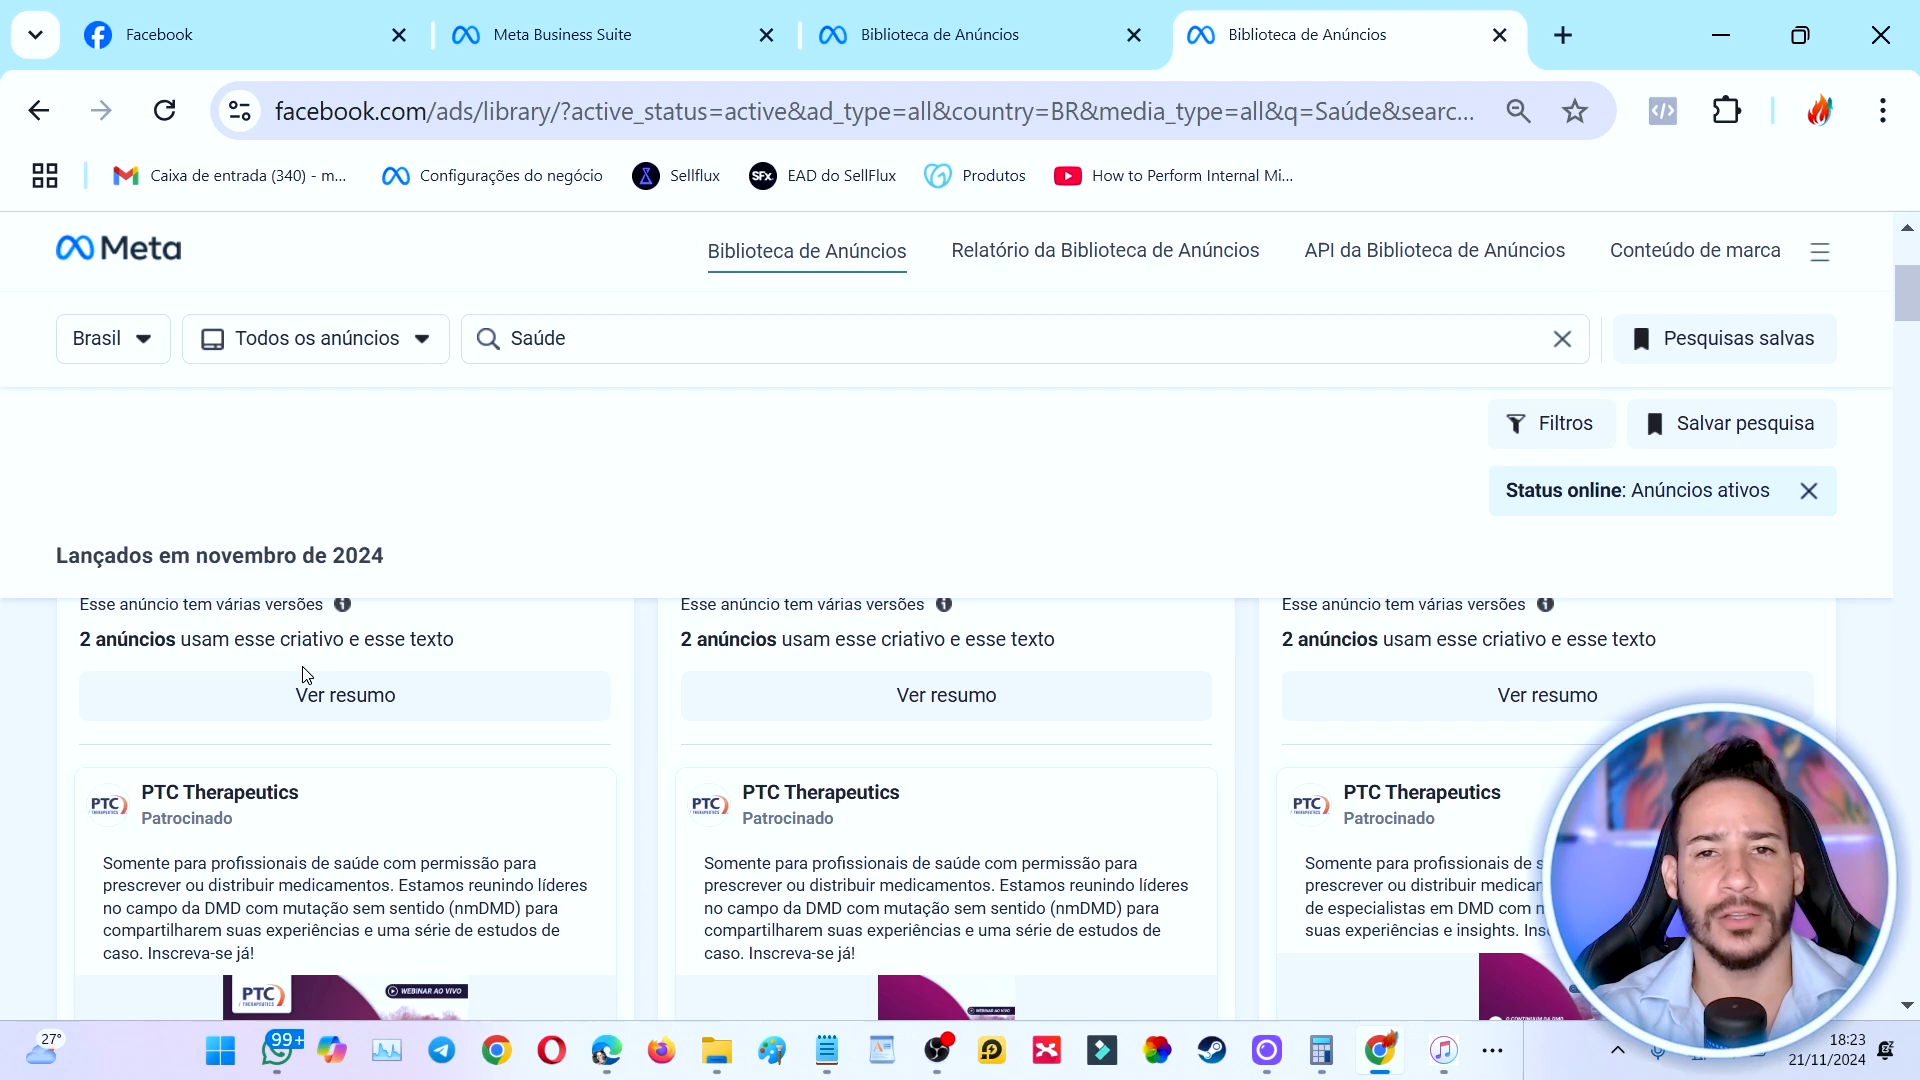 Facebook
Meta Business Suite
Biblioteca de Anúncios
Biblioteca de Anúncios
facebook.com/ads/library/?active_status=active&ad_type=all&country=BR&media_type=all&q=Saúde&searc...
Caixa de entrada (340) - m...
Configurações do negócio
Sellflux
SFx
EAD do SellFlux
Produtos
How to Perform Internal Mi...
Meta
Biblioteca de Anúncios
Relatório da Biblioteca de Anúncios
API da Biblioteca de Anúncios
Conteúdo de marca
Brasil
Todos os anúncios
Saúde
Pesquisas salvas
Filtros
Salvar pesquisa
Status online: Anúncios ativos
Lançados em novembro de 2024
Esse anúncio tem várias versões
2 anúncios usam esse criativo e esse texto
Ver resumo
PTC
PTC Therapeutics
Patrocinado
Somente para profissionais de saúde com permissão para
prescrever ou distribuir medicamentos. Estamos reunindo líderes
no campo da DMD com mutação sem sentido (nmDMD) para
compartilharem suas experiências e uma série de estudos de
caso. Inscreva-se já!
PTC
THERAPEUTICS
WEBINAR AO VIVO
Esse anúncio tem várias versões
2 anúncios usam esse criativo e esse texto
Ver resumo
PTC
PTC Therapeutics
Patrocinado
Somente para profissionais de saúde com permissão para
prescrever ou distribuir medicamentos. Estamos reunindo líderes
no campo da DMD com mutação sem sentido (nmDMD) para
compartilharem suas experiências e uma série de estudos de
caso. Inscreva-se já!
WEBINAR AO VIVO
Esse anúncio tem várias versões
2 anúncios usam esse criativo e esse texto
Ver resumo
PTC
PTC Therapeutics
Patrocinado
Somente para profissionais de s
prescrever ou distribuir medicar
de especialistas em DMD com n
suas experiências e insights. Ins
27°
99+
18:23
21/11/2024